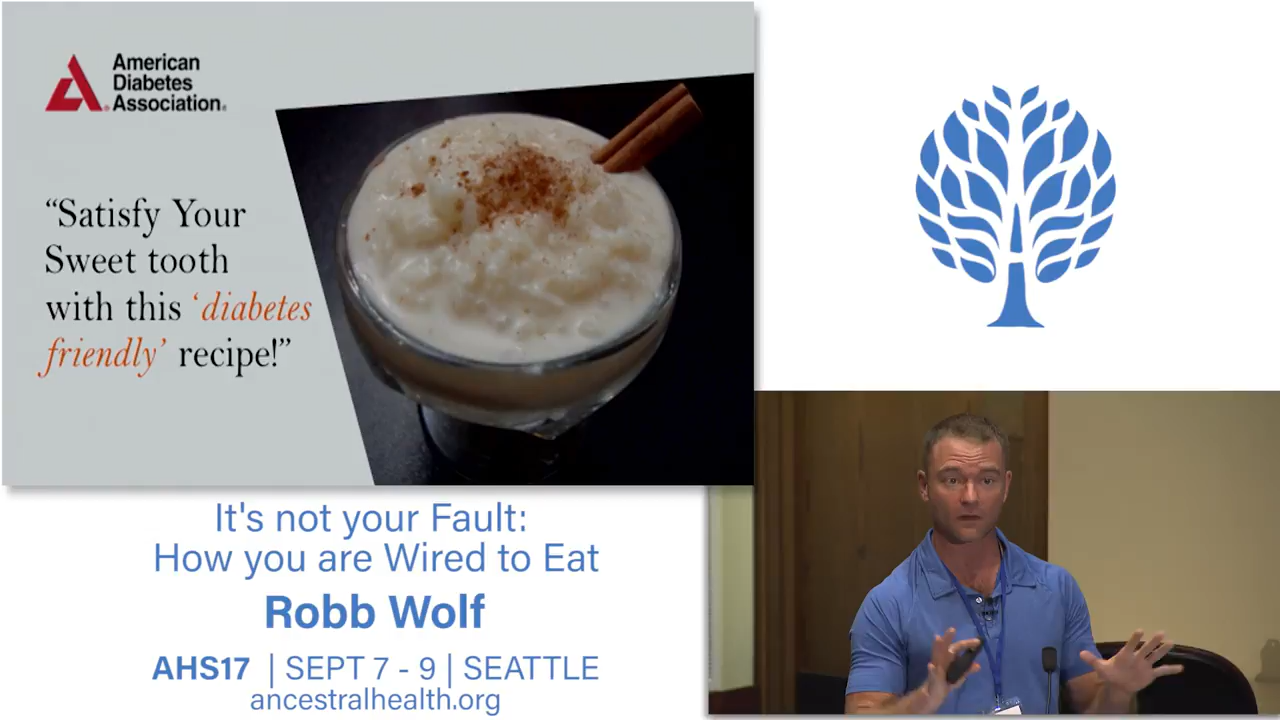 American
Diabetes
Association®
“Satisfy Your
Sweet tooth
with this ‘diabetes
friendly’ recipe!”
It's not your Fault:
How you are Wired to Eat
Robb Wolf
AHS17 | SEPT 7 - 9 | SEATTLE
ancestralhealth.org